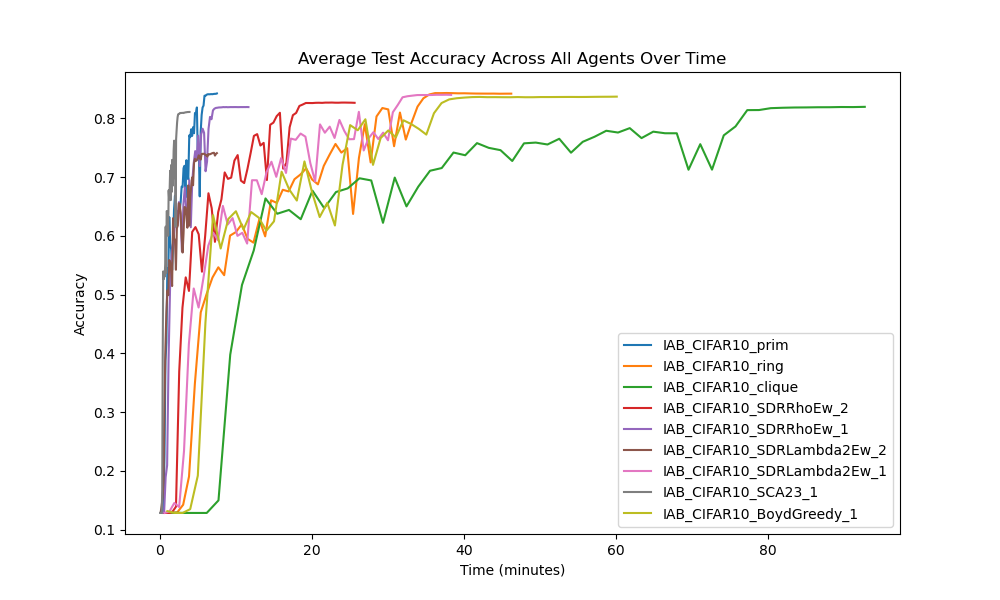 Average Test Accuracy Across All Agents Over Time
Accuracy
0.8
0.7
0.6
0.5
0.4
0.3
0.2
0.1
0
20
40
60
80
Time (minutes)
IAB_CIFAR10_prim
IAB_CIFAR10_ring
IAB_CIFAR10_clique
IAB_CIFAR10_SDRRhoEw_2
IAB_CIFAR10_SDRRhoEw_1
IAB_CIFAR10_SDRLambda2Ew_2
IAB_CIFAR10_SDRLambda2Ew_1
IAB_CIFAR10_SCA23_1
IAB_CIFAR10_BoydGreedy_1